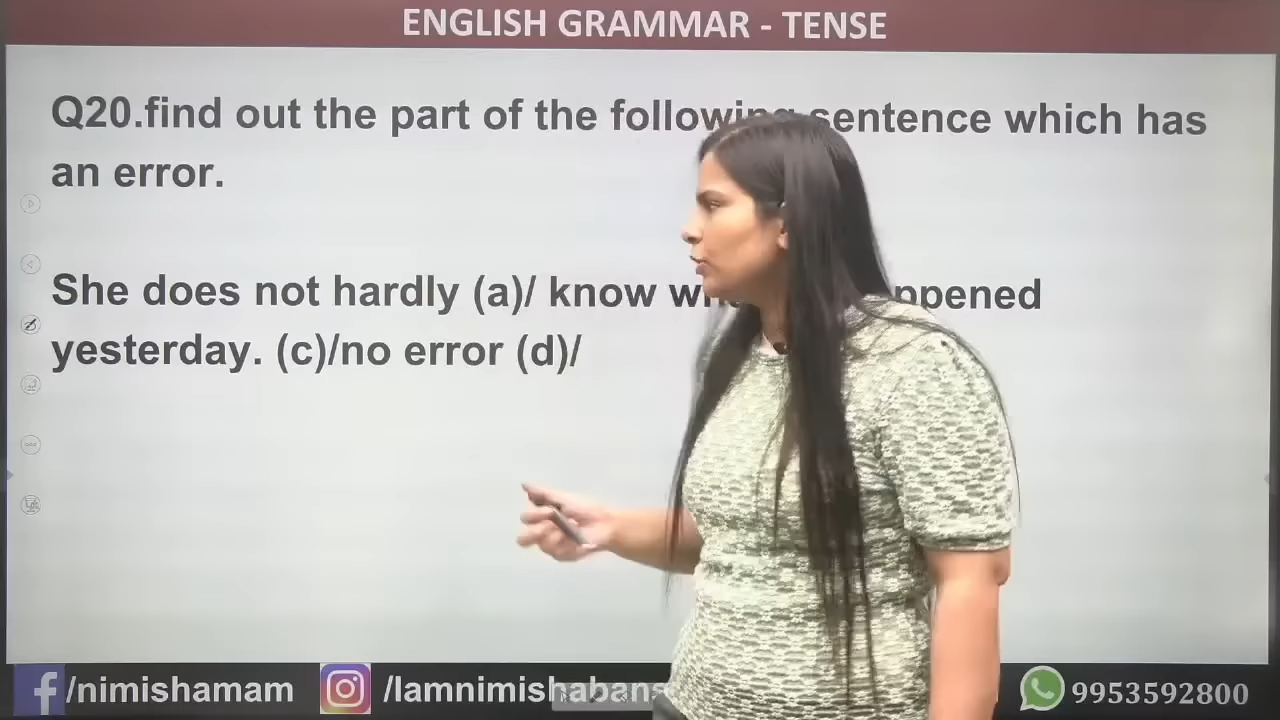 ENGLISH GRAMMAR - TENSE
Q20.find out the part of the following sentence which has
an error.
She does not hardly (a)/ know
yesterday. (c)/no error (d)/
/nimishamam
9953592800